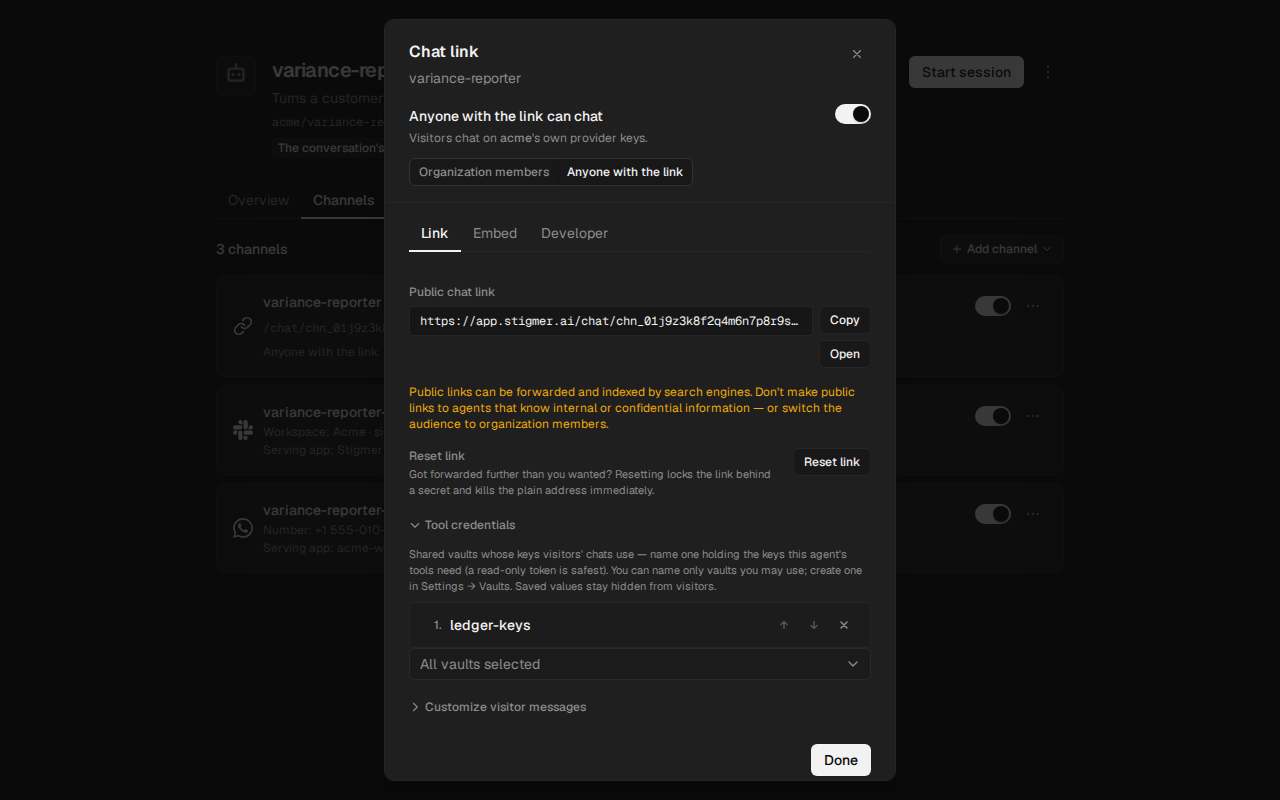 Chat link
variance-reporter
Anyone with the link can chat
Visitors chat on acme's own provider keys.
Organization members
Anyone with the link
Link
Embed
Developer
Public chat link
https://app.stigmer.ai/chat/chn_01j9z3k8f2q4m6n7p8r9s…
Copy
Open
Public links can be forwarded and indexed by search engines. Don't make public
links to agents that know internal or confidential information — or switch the
audience to organization members.
Reset link
Got forwarded further than you wanted? Resetting locks the link behind
a secret and kills the plain address immediately.
Reset link
Tool credentials
Shared vaults whose keys visitors' chats use — name one holding the keys this agent's
tools need (a read-only token is safest). You can name only vaults you may use; create one
in Settings → Vaults. Saved values stay hidden from visitors.
1. ledger-keys
All vaults selected
Customize visitor messages
Done
variance-rep
Turns a customer
acme/variance-re
The conversation's
Start session
Overview
Channels
3 channels
+ Add channel
variance-reporter
/chat/chn_01j9z3k
Anyone with the link
variance-reporter-
Workspace: Acme · si
Serving app: Stigmer
variance-reporter-
Number: +1 555-010-
Serving app: acme-w